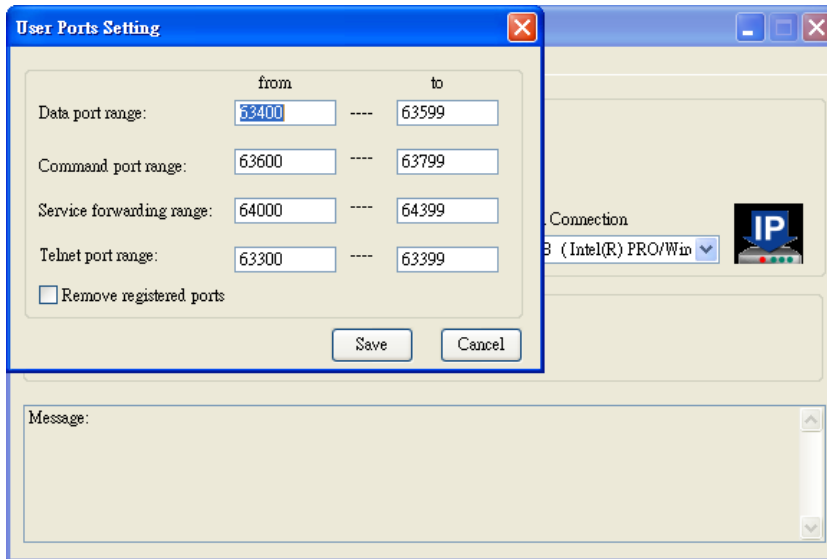 User Ports Setting
from to
Data port range: 63400 ---- 63599
Command port range: 63600 ---- 63799
Service forwarding range: 64000 ---- 64399
Telnet port range: 63300 ---- 63399
Remove registered ports
Save Cancel
Connection
(Intel(R) PRO/Win
IP
Message: